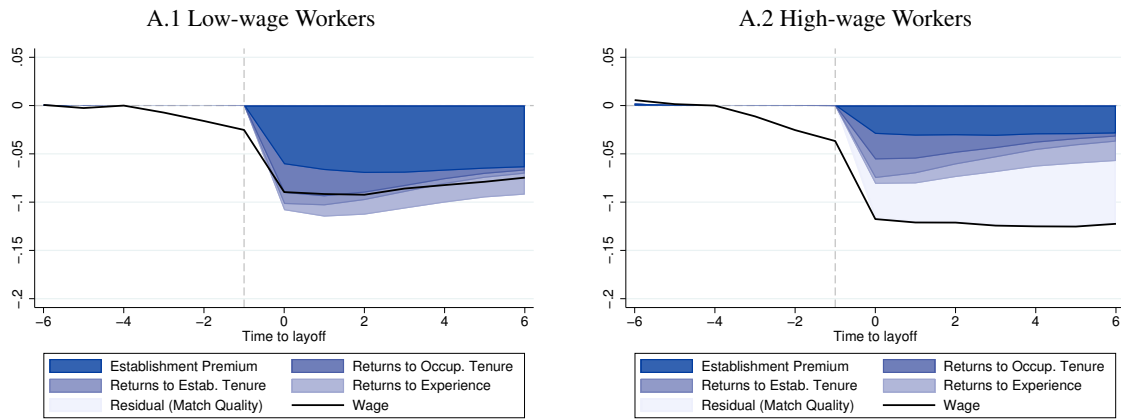 A.1 Low-wage Workers
.05
0
-.05
-.1
-.15
-.2
-6 -4 -2 0 2 4 6
Time to layoff
Establishment Premium Returns to Occup. Tenure
Returns to Estab. Tenure Returns to Experience
Residual (Match Quality) Wage
A.2 High-wage Workers
.05
0
-.05
-.1
-.15
-.2
-6 -4 -2 0 2 4 6
Time to layoff
Establishment Premium Returns to Occup. Tenure
Returns to Estab. Tenure Returns to Experience
Residual (Match Quality) Wage